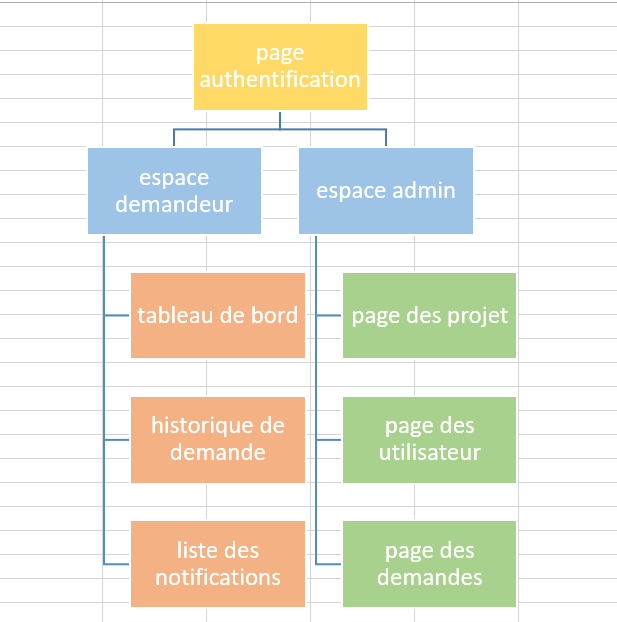 page
authentification
espace
demandeur
espace admin
tableau de bord
page des projet
historique de
demande
page des
utilisateur
liste des
notifications
page des
demandes